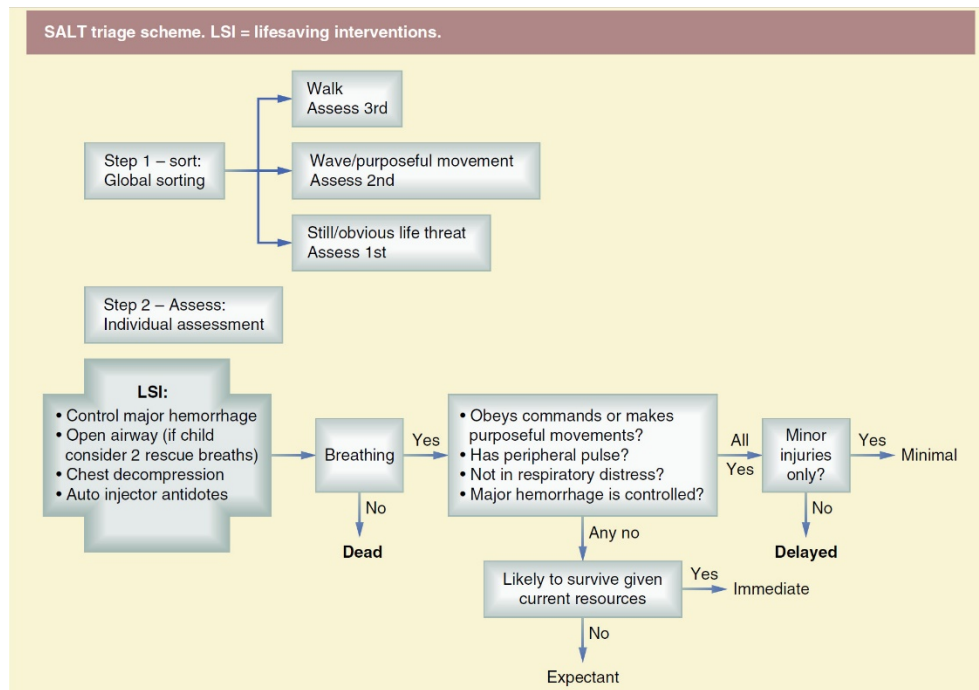 SALT triage scheme. LSI = lifesaving interventions.
Walk
Assess 3rd
Step 1 – sort:
Global sorting
Wave/purposeful movement
Assess 2nd
Still/obvious life threat
Assess 1st
Step 2 – Assess:
Individual assessment
LSI:
• Control major hemorrhage
• Open airway (if child
consider 2 rescue breaths)
• Chest decompression
• Auto injector antidotes
Breathing
Yes
No
Dead
• Obeys commands or makes
purposeful movements?
• Has peripheral pulse?
• Not in respiratory distress?
• Major hemorrhage is controlled?
All
Yes
Minor
injuries
only?
Yes
Minimal
No
Delayed
Any no
Likely to survive given
current resources
Yes
Immediate
No
Expectant